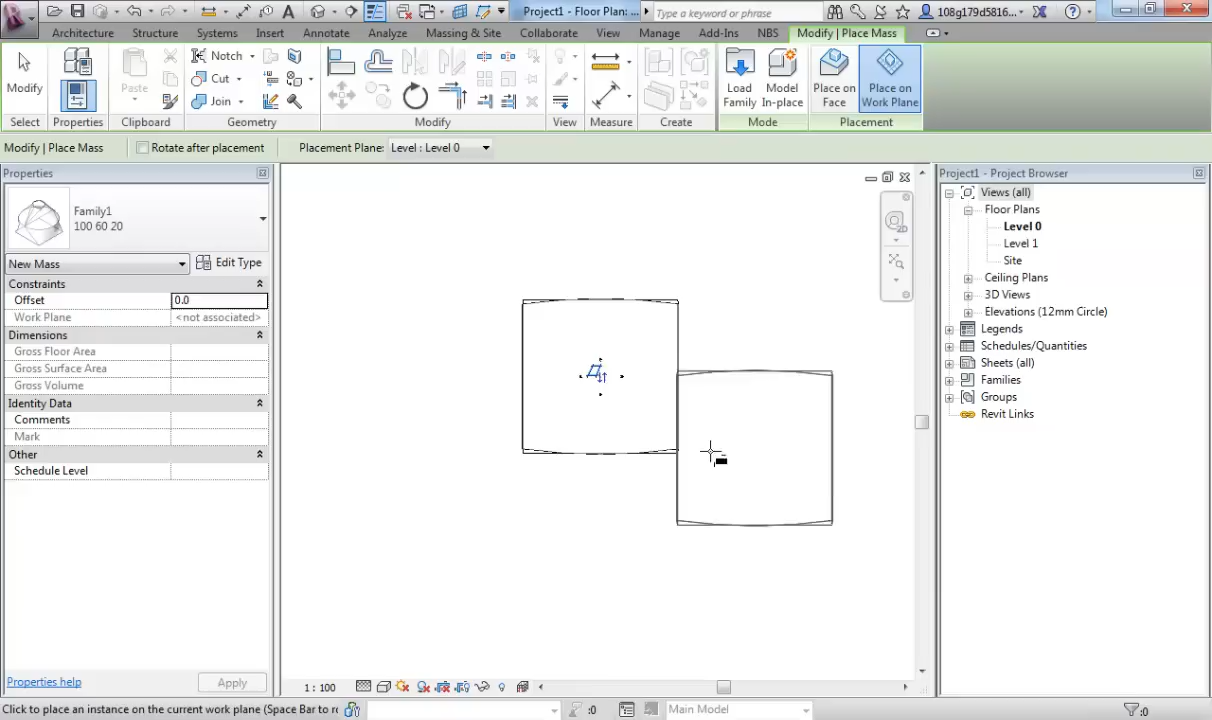 Project1 - Floor Plan: ...
Type a keyword or phrase
108g179d5816...
Architecture
Structure
Systems
Insert
Annotate
Analyze
Massing & Site
Collaborate
View
Manage
Add-Ins
NBS
Modify | Place Mass
Modify
Select
Properties
Paste
Clipboard
Notch
Cut
Join
Geometry
Modify
View
Measure
Create
Load
Family
Model
In-place
Mode
Place on
Face
Place on
Work Plane
Placement
Modify | Place Mass
Rotate after placement
Placement Plane:
Level : Level 0
Properties
Family1
100 60 20
New Mass
Edit Type
Constraints
Offset
0.0
Work Plane
<not associated>
Dimensions
Gross Floor Area
Gross Surface Area
Gross Volume
Identity Data
Comments
Mark
Other
Schedule Level
Properties help
Apply
2D
Project1 - Project Browser
Views (all)
Floor Plans
Level 0
Level 1
Site
Ceiling Plans
3D Views
Elevations (12mm Circle)
Legends
Schedules/Quantities
Sheets (all)
Families
Groups
Revit Links
1 : 100
Click to place an instance on the current work plane (Space Bar to ro
:0
Main Model
:0